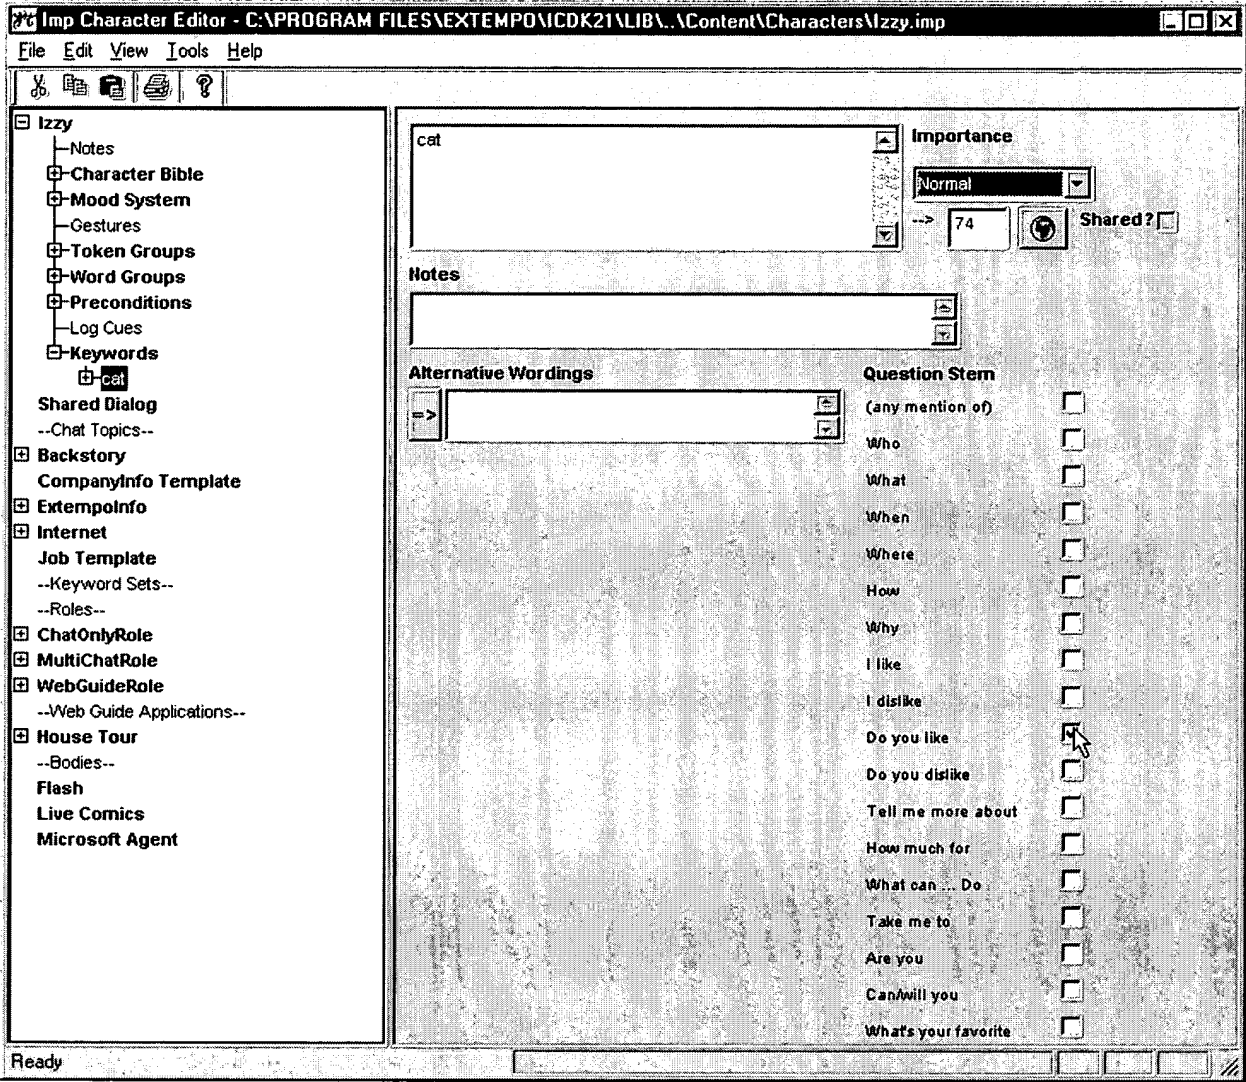 Imp Character Editor - C:\PROGRAM FILES\EXTEMPO\ICDK21\LIB\..\Content\Characters\Izzy.imp
File Edit View Tools Help
Izzy
Notes
Character Bible
Mood System
Gestures
Token Groups
Word Groups
Preconditions
Log Cues
Keywords
cat
Shared Dialog
--Chat Topics--
Backstory
CompanyInfo Template
ExtempoInfo
Internet
Job Template
--Keyword Sets--
--Roles--
ChatOnlyRole
MultiChatRole
WebGuideRole
--Web Guide Applications--
House Tour
--Bodies--
Flash
Live Comics
Microsoft Agent
cat
Importance
Normal
--> 74 Shared?
Notes
Alternative Wordings
=>
Question Stem
(any mention of)
Who
What
When
Where
How
Why
I like
I dislike
Do you like
Do you dislike
Tell me more about
How much for
What can ... Do
Take me to
Are you
Can/will you
What's your favorite
Ready